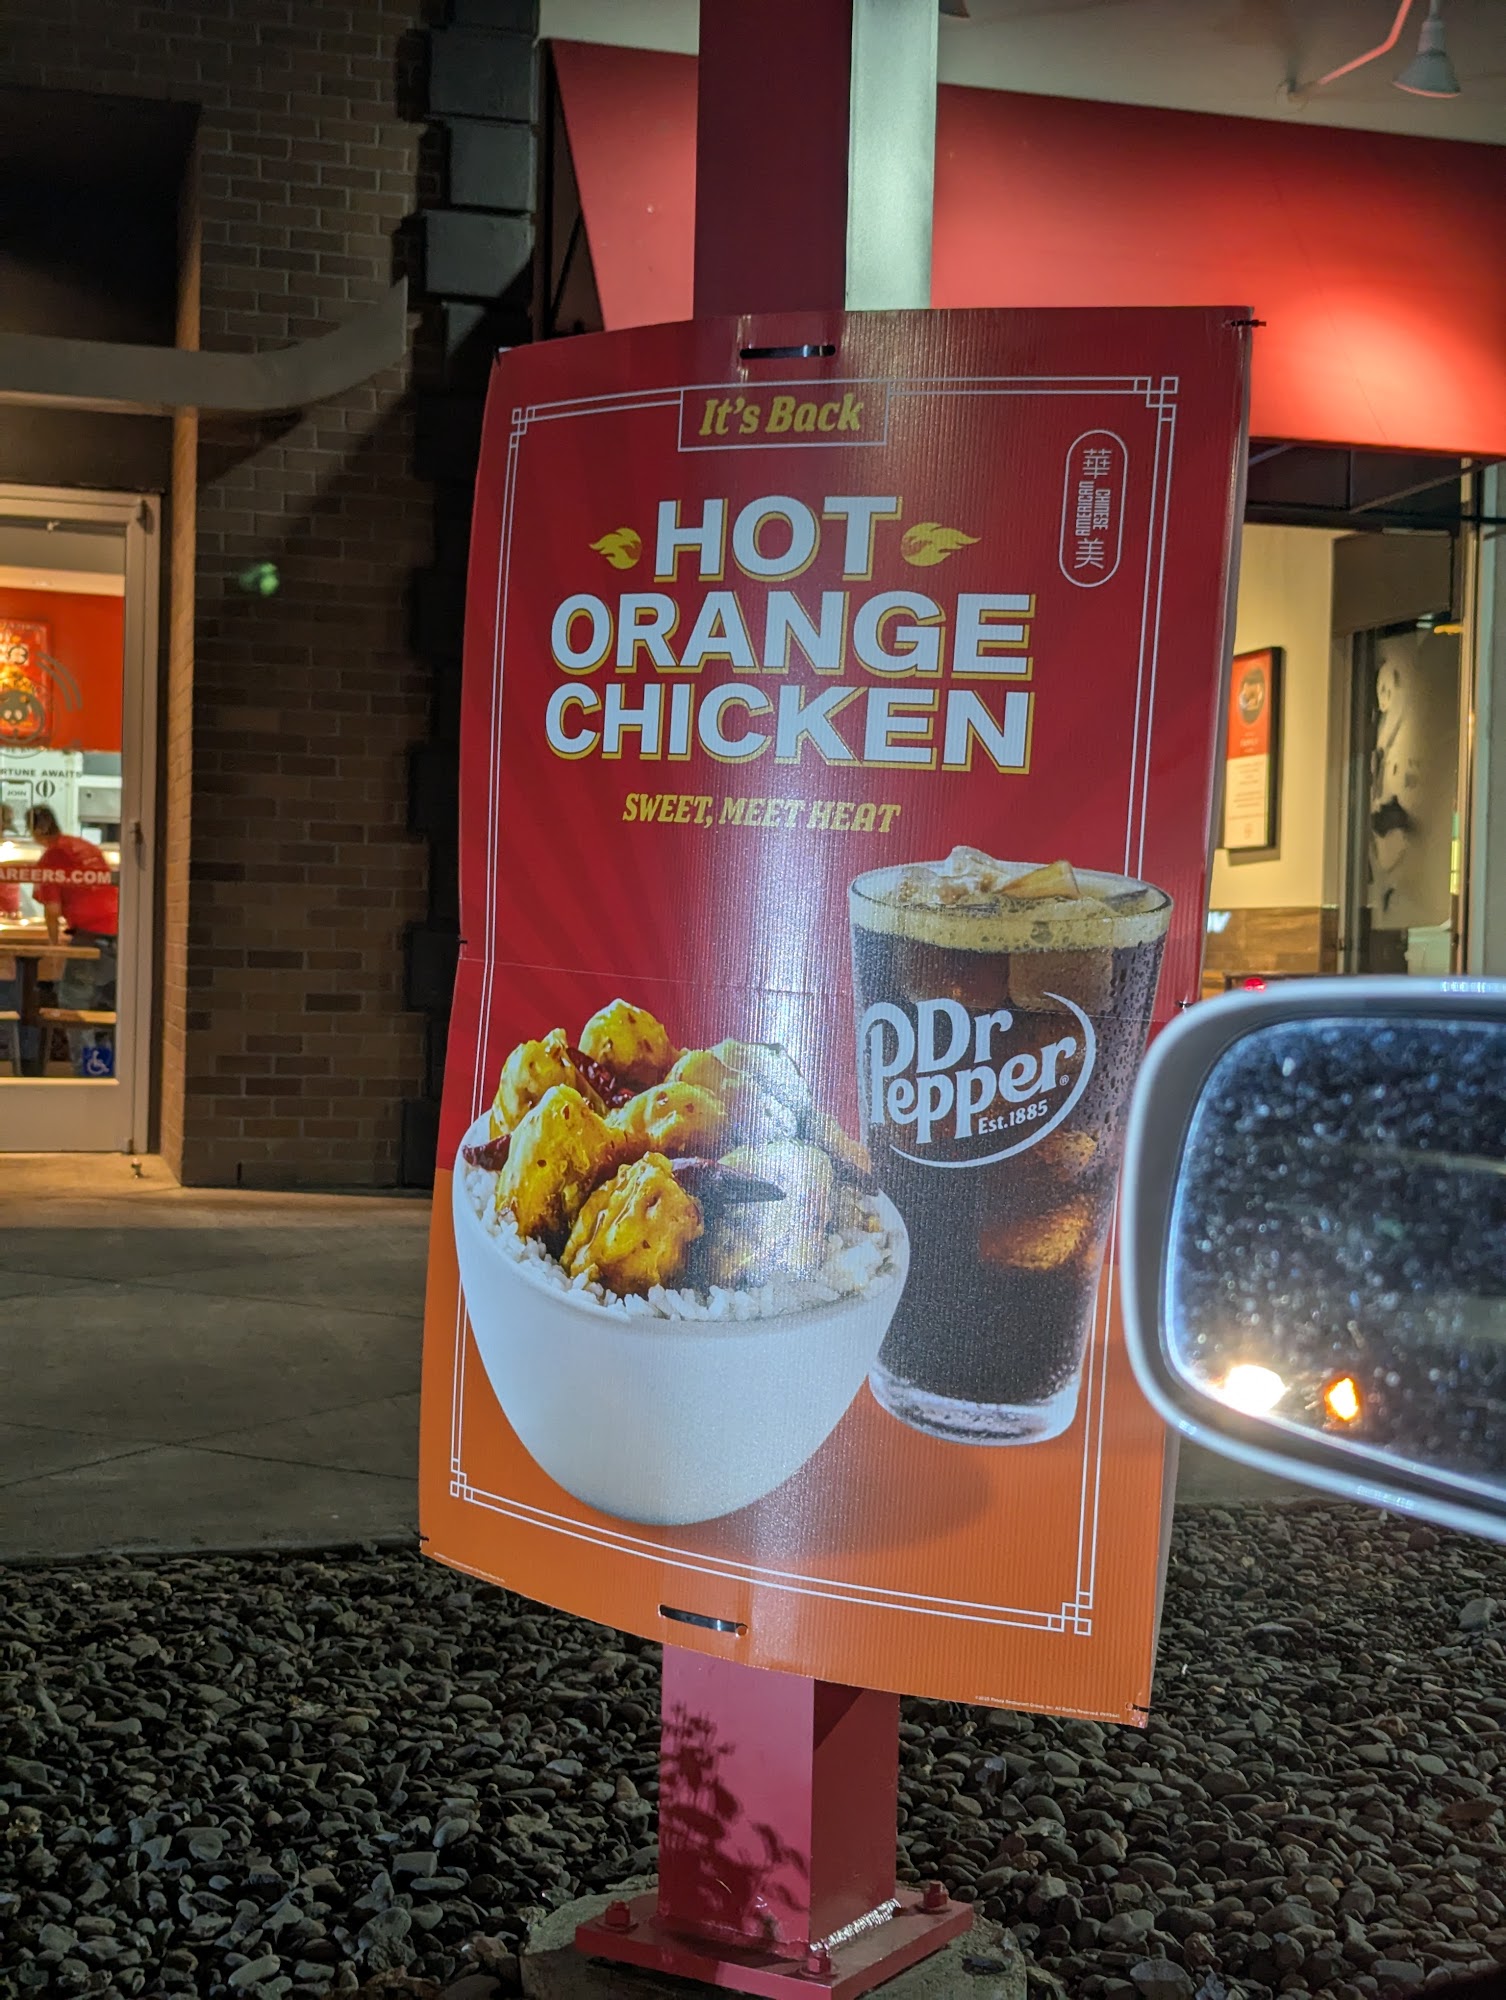 It's Back
HOT
ORANGE
CHICKEN
SWEET, MEET HEAT
華
AMERICAN
CHINESE
美
Dr
Pepper®
Est.1885
RTUNE AWAITS
JOIN
AREERS.COM